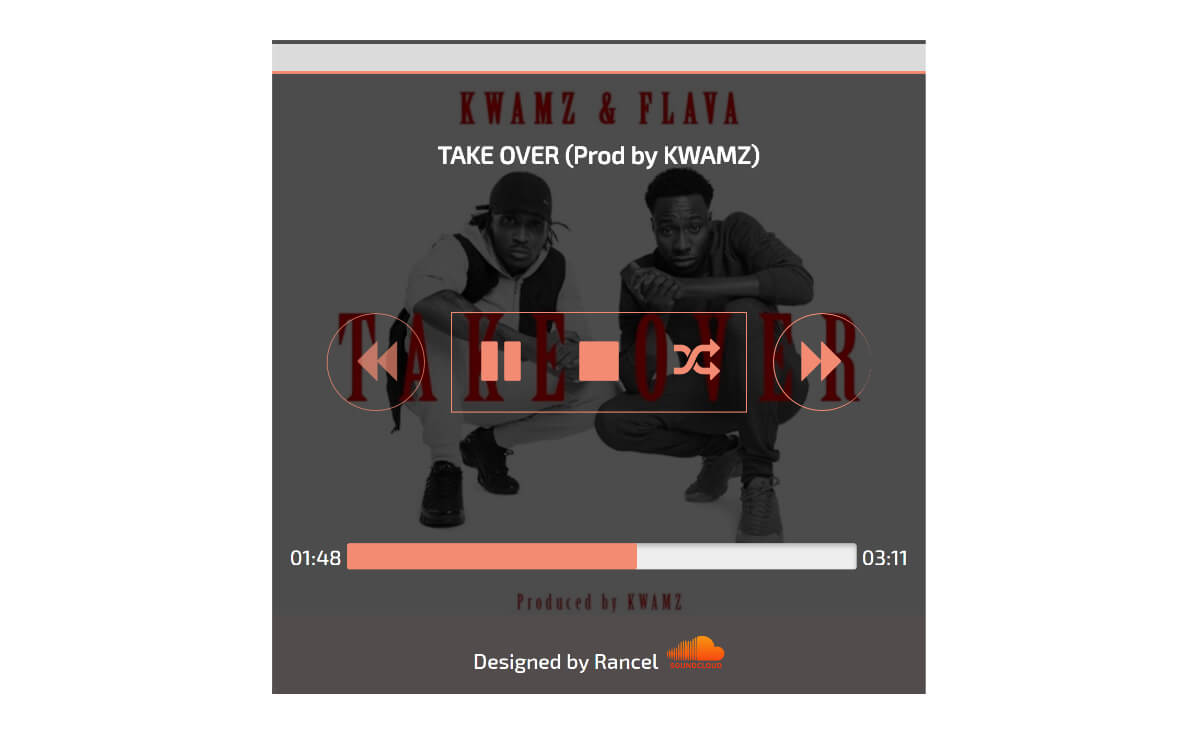 KWAMZ & FLAVA
TAKE OVER (Prod by KWAMZ)
TAKE OVER
01:48
03:11
Produced by KWAMZ
Designed by Rancel
SOUNDCLOUD